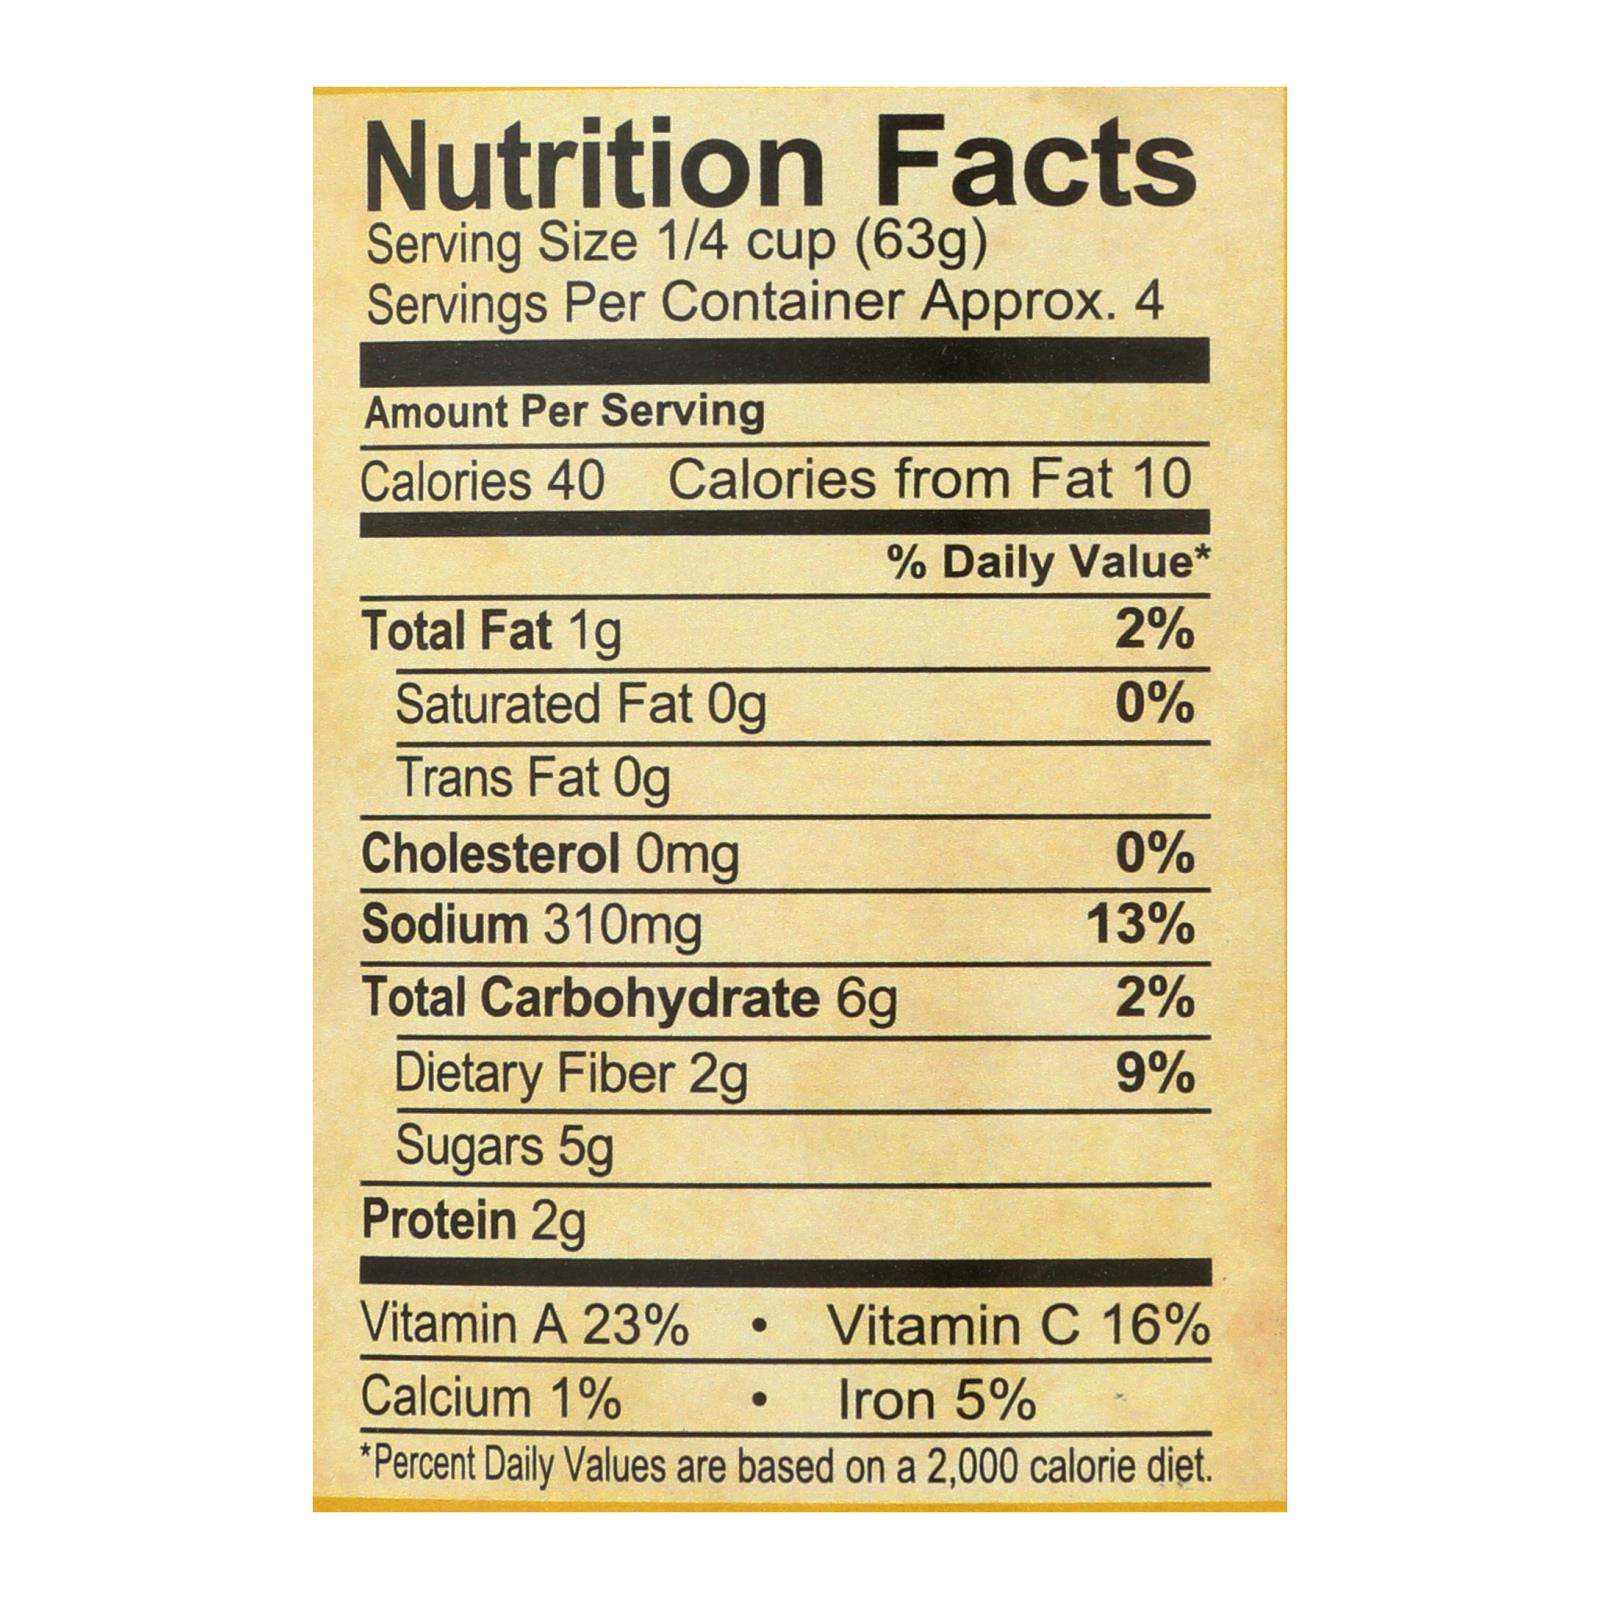 Nutrition Facts
Serving Size 1/4 cup (63g)
Servings Per Container Approx. 4
Amount Per Serving
Calories 40 Calories from Fat 10
% Daily Value*
Total Fat 1g 2%
Saturated Fat 0g 0%
Trans Fat 0g
Cholesterol 0mg 0%
Sodium 310mg 13%
Total Carbohydrate 6g 2%
Dietary Fiber 2g 9%
Sugars 5g
Protein 2g
Vitamin A 23% • Vitamin C 16%
Calcium 1% • Iron 5%
*Percent Daily Values are based on a 2,000 calorie diet.